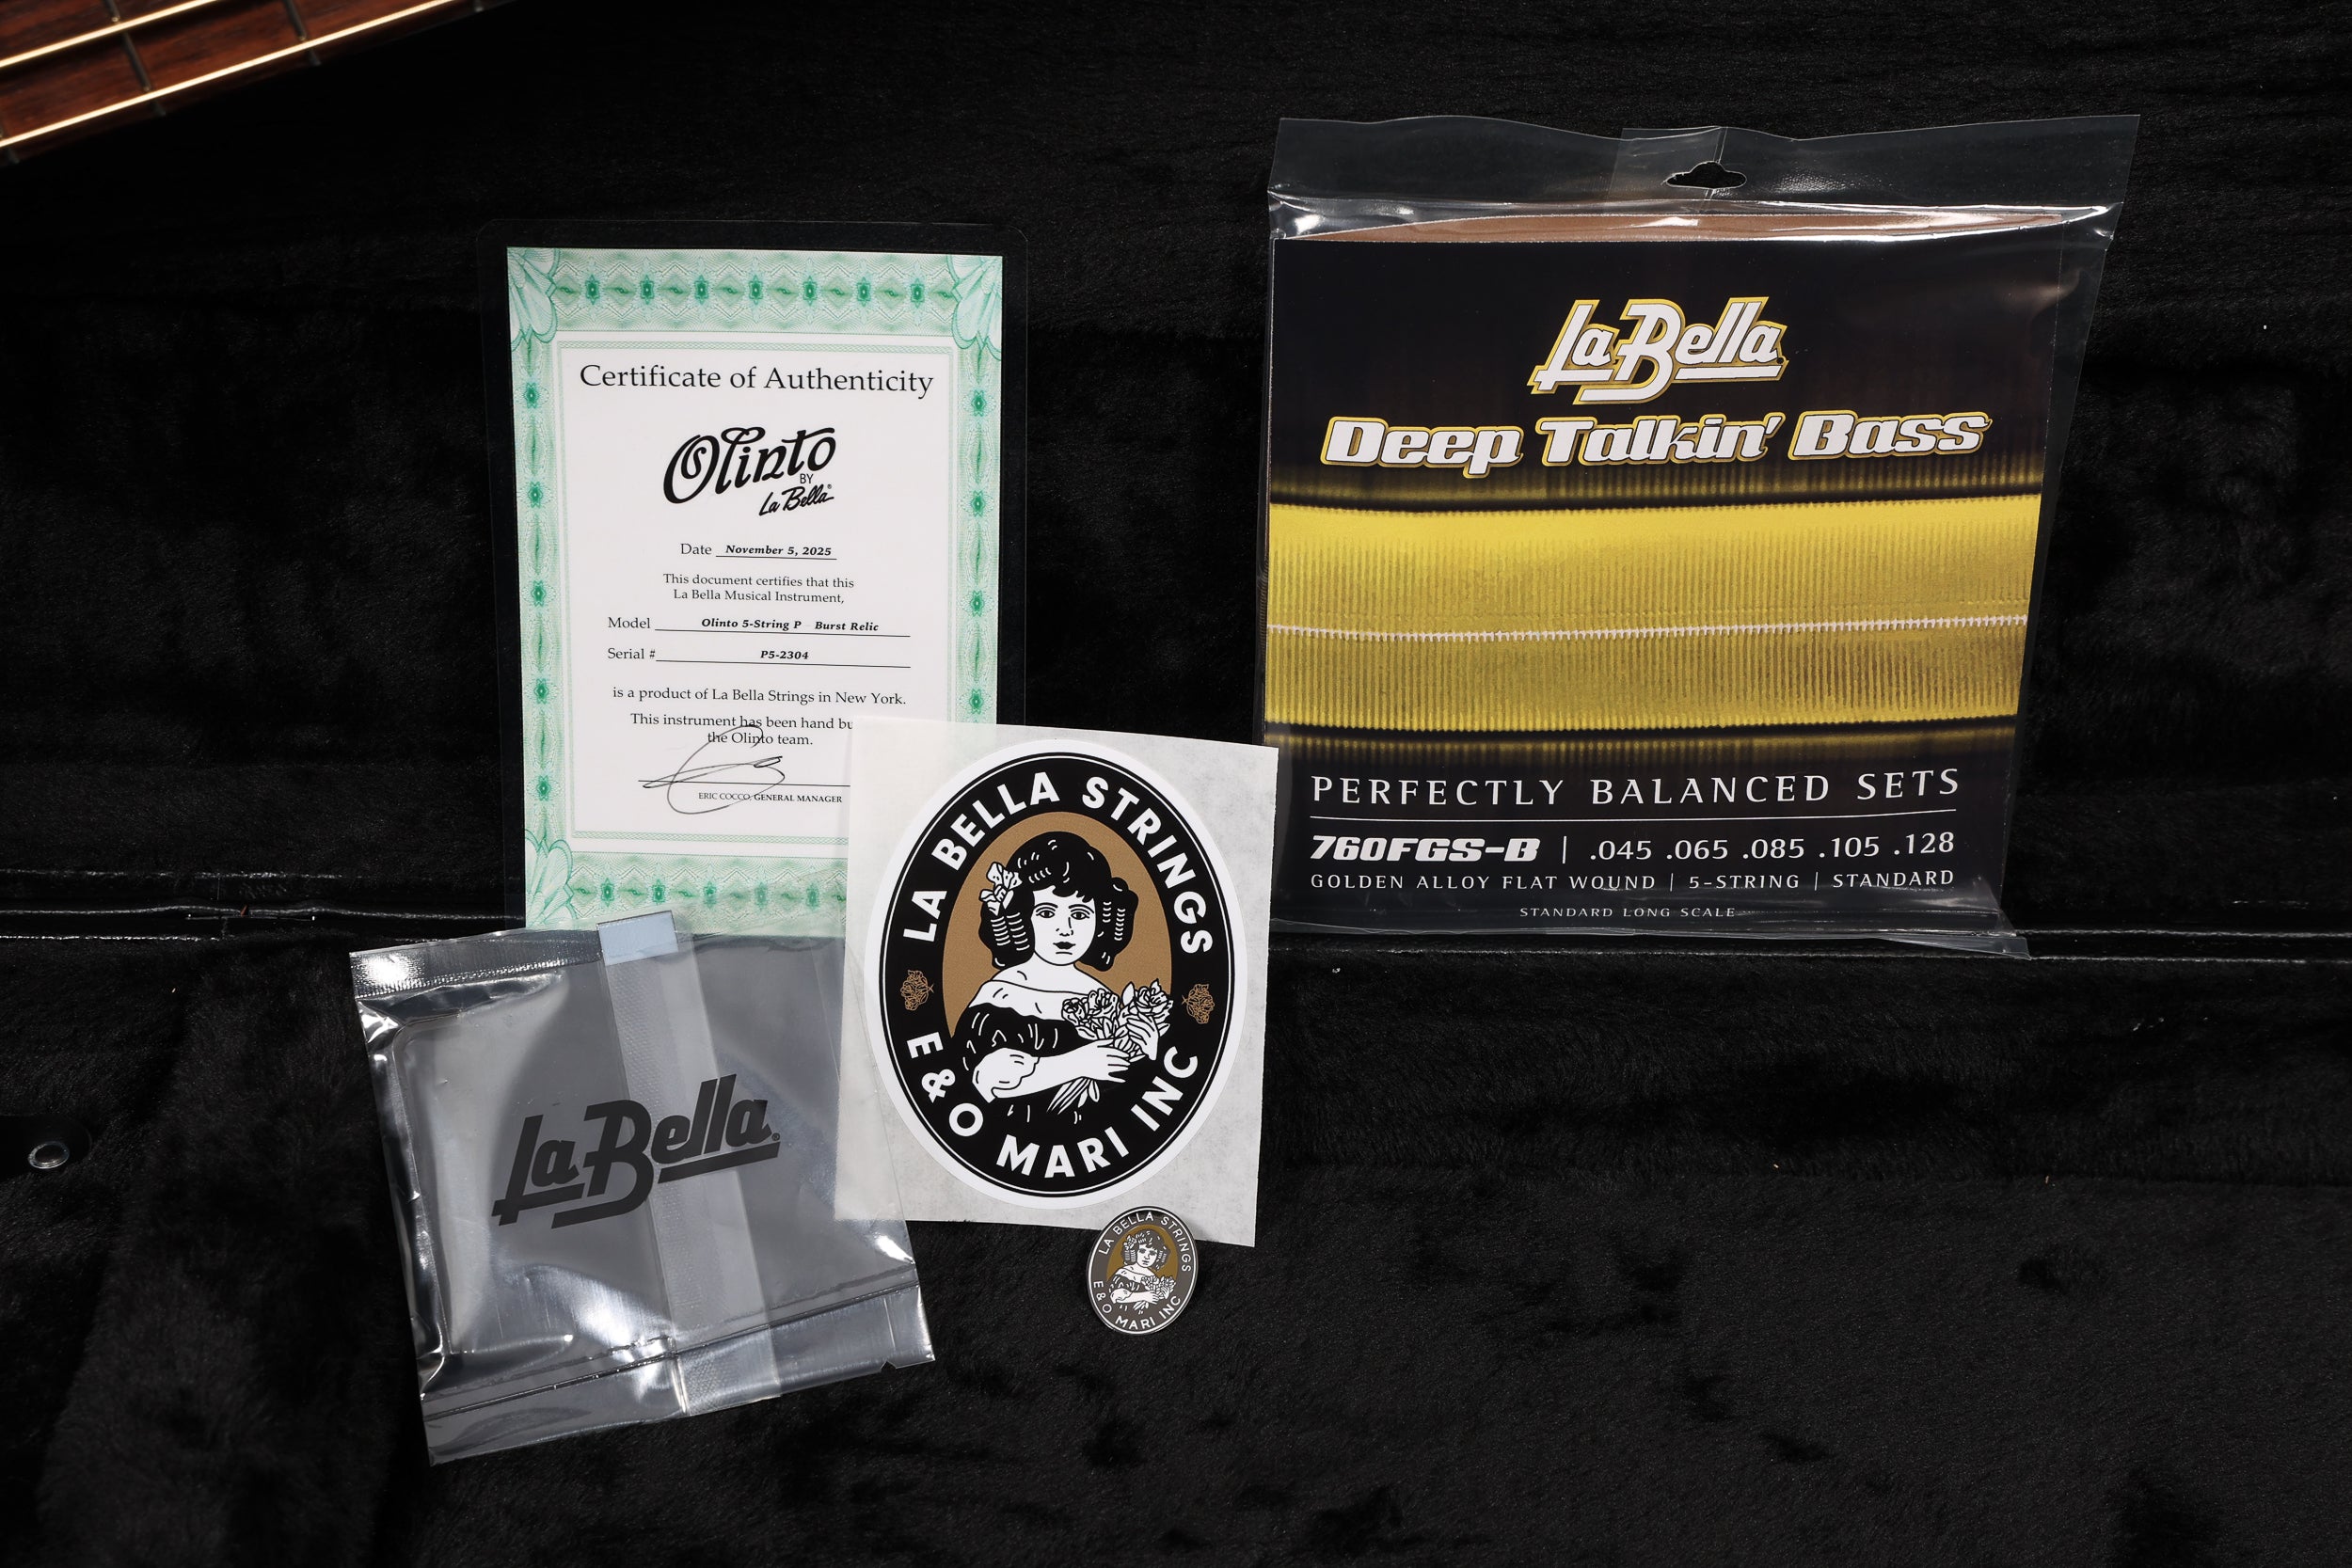 Certificate of Authenticity
Olinto
BY
La Bella®
Date November 5, 2025
This document certifies that this
La Bella Musical Instrument,
Model Olinto 5-String P Burst Relic
Serial # P5-2304
is a product of La Bella Strings in New York.
This instrument has been hand
the Olinto team.
ERIC COCCO, GENERAL MANAGER
La Bella
Deep Talkin' Bass
PERFECTLY BALANCED SETS
760FGS-B | .045 .065 .085 .105 .128
GOLDEN ALLOY FLAT WOUND | 5-STRING | STANDARD
STANDARD LONG SCALE
LA BELLA STRINGS
E&O MARI INC
La Bella®
LA BELLA STRINGS
E&O MARI INC